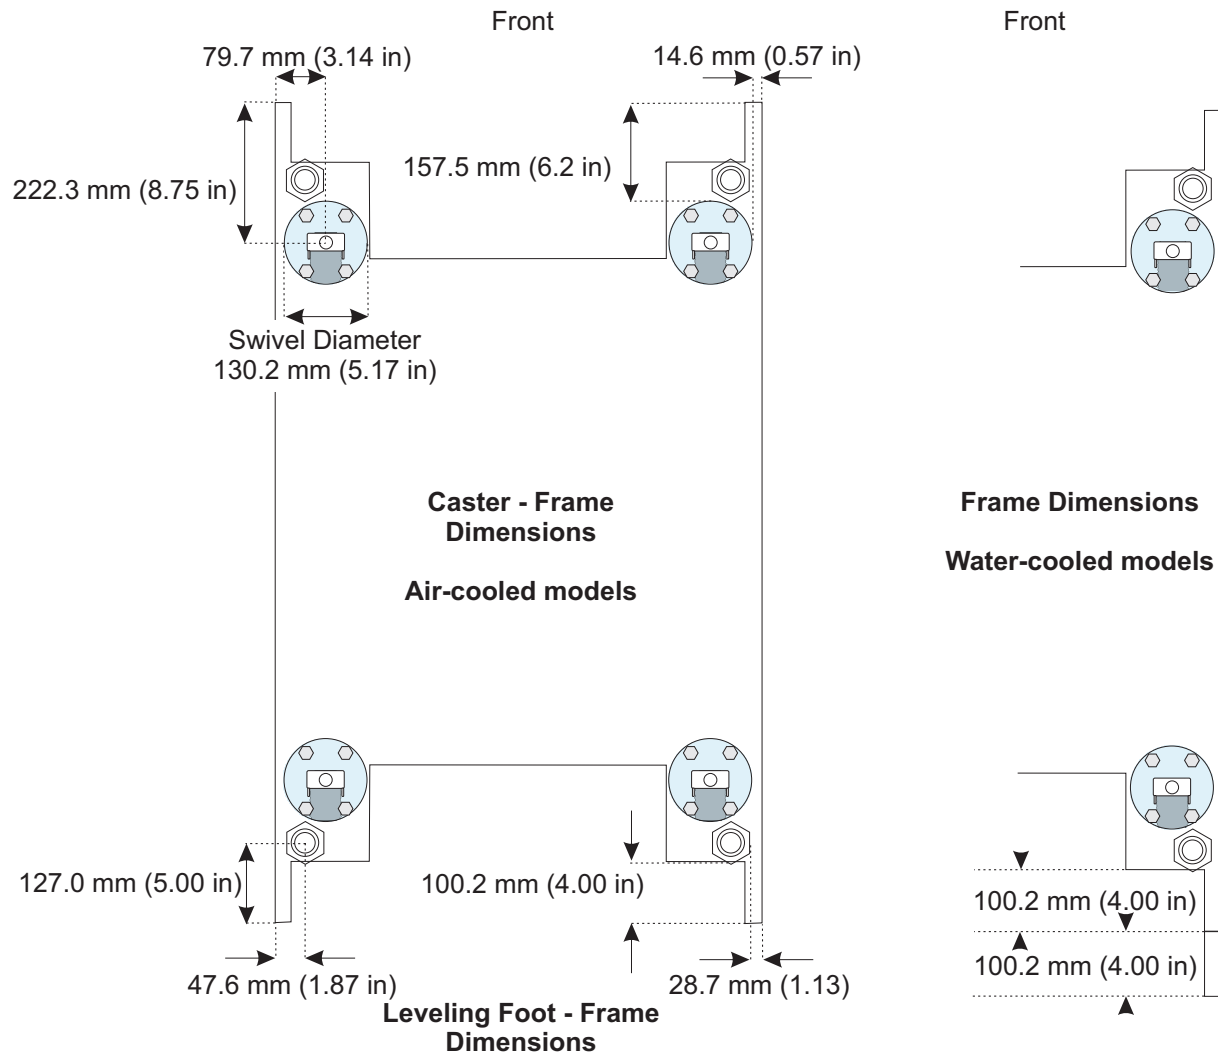 Front
Front
79.7 mm (3.14 in)
14.6 mm (0.57 in)
157.5 mm (6.2 in)
222.3 mm (8.75 in)
Swivel Diameter
130.2 mm (5.17 in)
Caster - Frame
Dimensions
Air-cooled models
Frame Dimensions
Water-cooled models
127.0 mm (5.00 in)
100.2 mm (4.00 in)
100.2 mm (4.00 in)
100.2 mm (4.00 in)
47.6 mm (1.87 in)
28.7 mm (1.13)
Leveling Foot - Frame
Dimensions